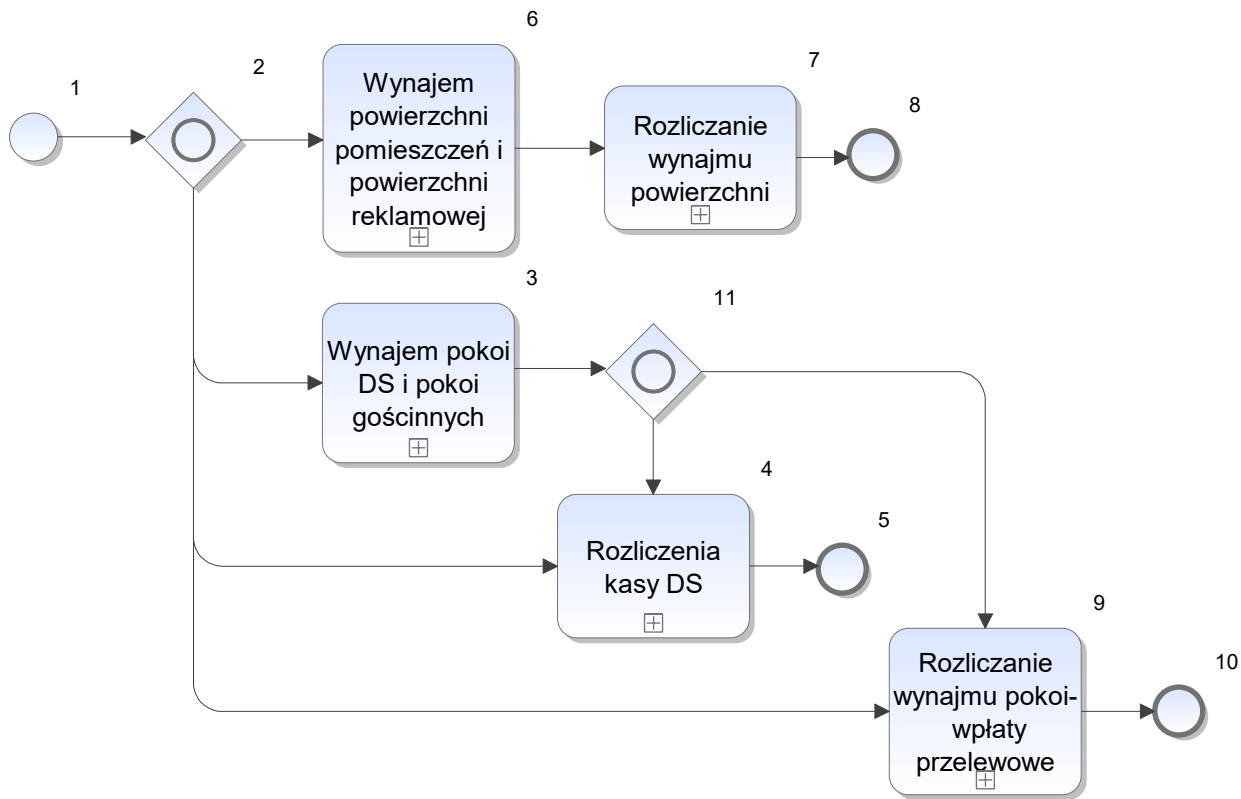 1
2
6
Wynajem
powierzchni
pomieszczeń i
powierzchni
reklamowej
7
Rozliczanie
wynajmu
powierzchni
8
3
Wynajem pokoi
DS i pokoi
gościnnych
11
4
Rozliczenia
kasy DS
5
9
Rozliczanie
wynajmu pokoi-
wpłaty
przelewowe
10